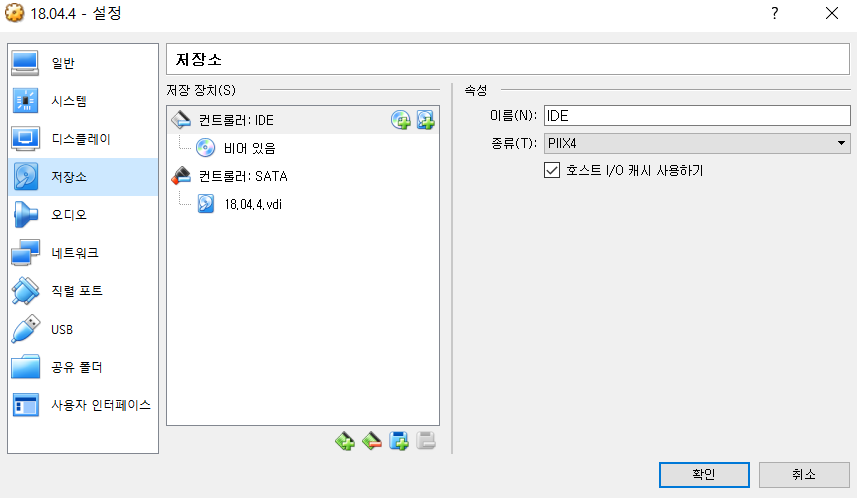 18.04.4 - 설정
일반
시스템
디스플레이
저장소
오디오
네트워크
직렬 포트
USB
공유 폴더
사용자 인터페이스
저장소
저장 장치(S)
컨트롤러: IDE
비어 있음
컨트롤러: SATA
18.04.4.vdi
속성
이름(N): IDE
종류(T): PIIX4
호스트 I/O 캐시 사용하기
확인
취소